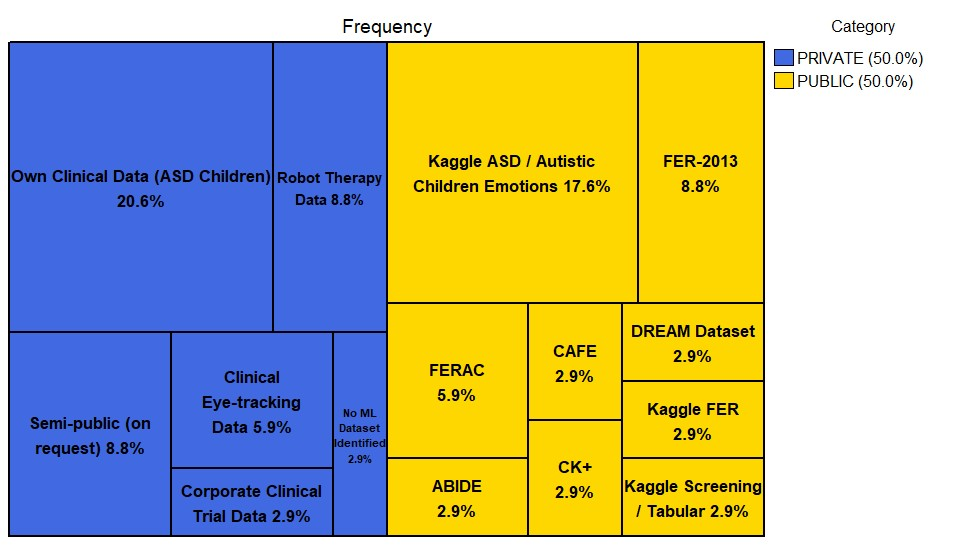 Frequency
Category
PRIVATE (50.0%)
PUBLIC (50.0%)
Own Clinical Data (ASD Children)
20.6%
Robot Therapy
Data 8.8%
Semi-public (on
request) 8.8%
Clinical
Eye-tracking
Data 5.9%
Corporate Clinical
Trial Data 2.9%
No ML
Dataset
Identified
2.9%
Kaggle ASD / Autistic
Children Emotions 17.6%
FER-2013
8.8%
FERAC
5.9%
ABIDE
2.9%
CAFE
2.9%
CK+
2.9%
DREAM Dataset
2.9%
Kaggle FER
2.9%
Kaggle Screening
/ Tabular 2.9%